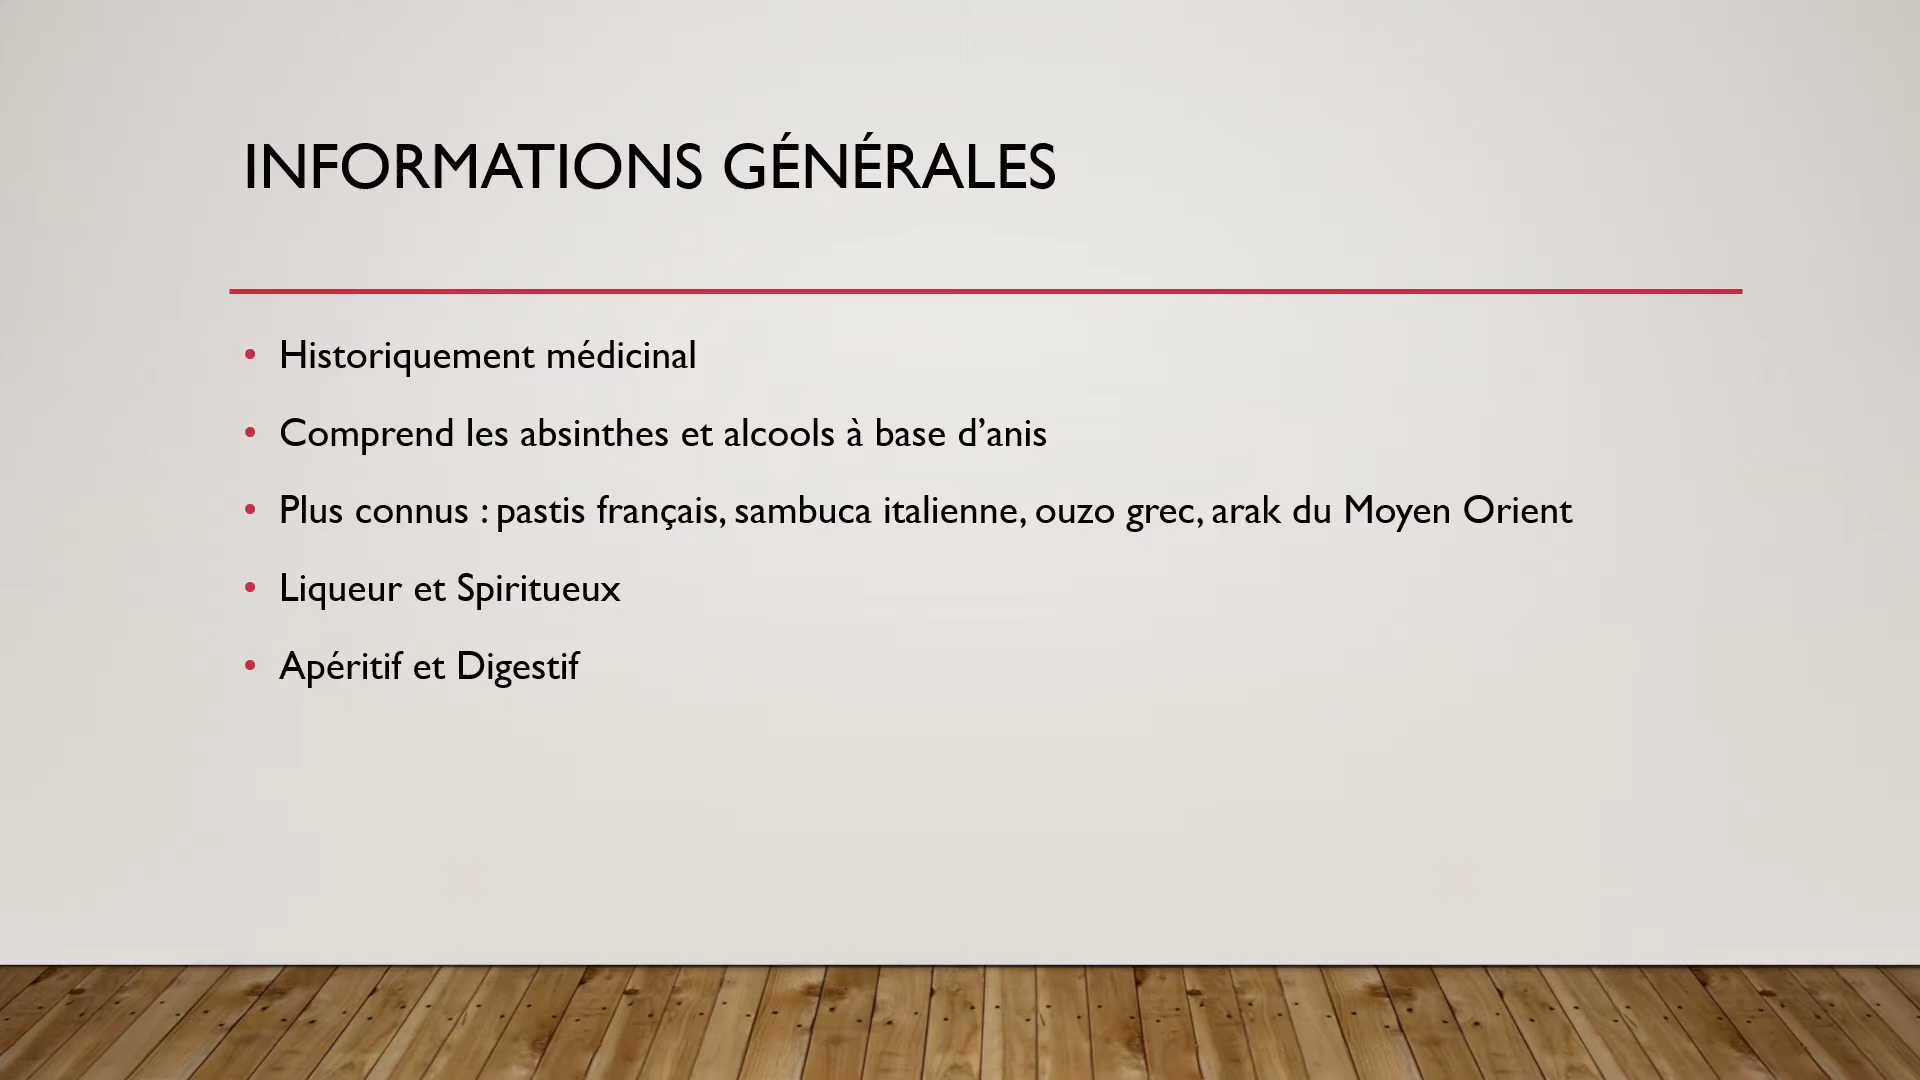 INFORMATIONS GÉNÉRALES
• Historiquement médicinal
• Comprend les absinthes et alcools à base d’anis
• Plus connus : pastis français, sambuca italienne, ouzo grec, arak du Moyen Orient
• Liqueur et Spiritueux
• Apéritif et Digestif